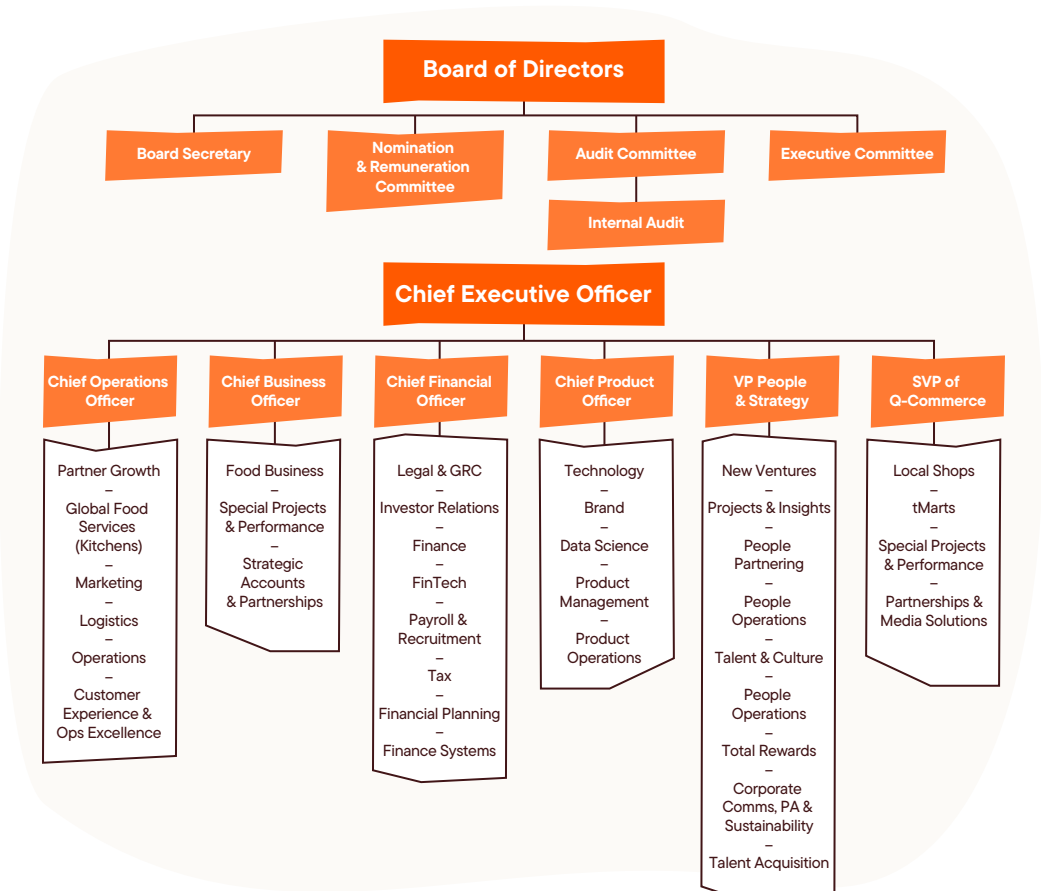 Board of Directors
Board Secretary
Nomination
& Remuneration
Committee
Audit Committee
Executive Committee
Internal Audit
Chief Executive Officer
Chief Operations
Officer
Chief Business
Officer
Chief Financial
Officer
Chief Product
Officer
VP People
& Strategy
SVP of
Q-Commerce
Partner Growth
–
Global Food
Services
(Kitchens)
–
Marketing
–
Logistics
–
Operations
–
Customer
Experience &
Ops Excellence
Food Business
–
Special Projects
& Performance
–
Strategic
Accounts
& Partnerships
Legal & GRC
–
Investor Relations
–
Finance
–
FinTech
–
Payroll &
Recruitment
–
Tax
–
Financial Planning
–
Finance Systems
Technology
–
Brand
–
Data Science
–
Product
Management
–
Product
Operations
New Ventures
–
Projects & Insights
–
People
Partnering
–
People
Operations
–
Talent & Culture
–
People
Operations
–
Total Rewards
–
Corporate
Comms, PA &
Sustainability
–
Talent Acquisition
Local Shops
–
tMarts
–
Special Projects
& Performance
–
Partnerships &
Media Solutions